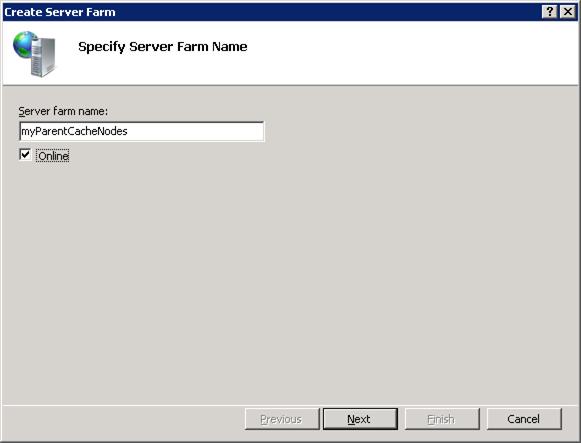 Create Server Farm
Specify Server Farm Name
Server farm name:
myParentCacheNodes
Online
Previous Next Finish Cancel